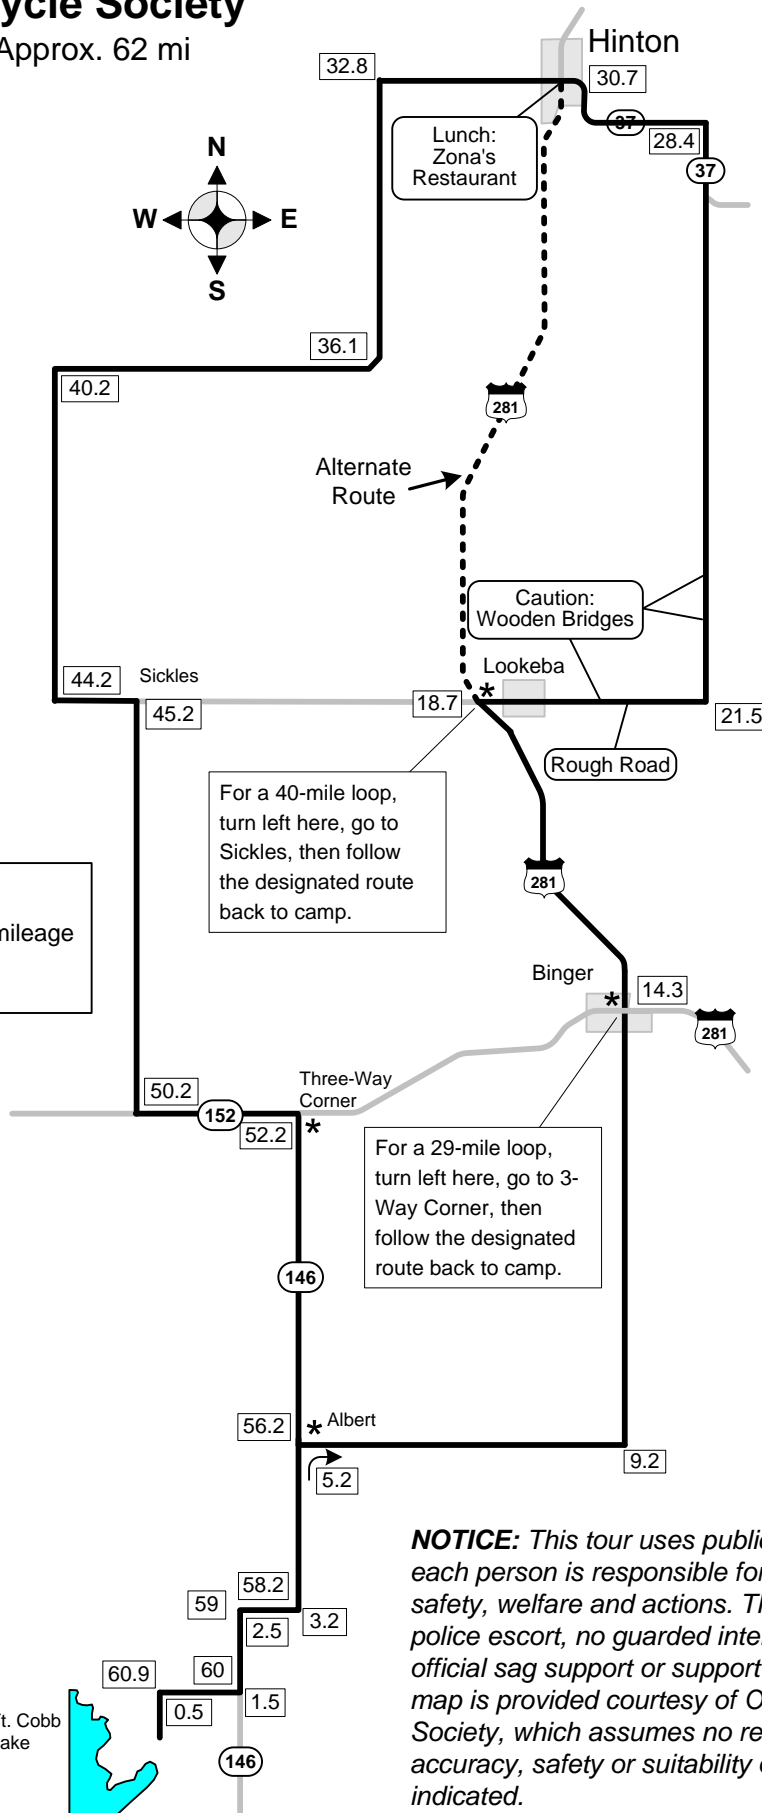 ycle Society
Approx. 62 mi
Hinton
32.8
30.7
Lunch:
Zona's
Restaurant
37
28.4
37
N
W
E
S
36.1
40.2
281
Alternate
Route
Caution:
Wooden Bridges
Lookeba
*
44.2
Sickles
45.2
18.7
21.5
Rough Road
For a 40-mile loop,
turn left here, go to
Sickles, then follow
the designated route
back to camp.
281
mileage
Binger
*
14.3
281
50.2
152
Three-Way
Corner
52.2
*
For a 29-mile loop,
turn left here, go to 3-
Way Corner, then
follow the designated
route back to camp.
146
56.2
* Albert
5.2
9.2
58.2
59
2.5
3.2
60.9
60
0.5
1.5
t. Cobb
ake
146
NOTICE: This tour uses public
each person is responsible for
safety, welfare and actions. Th
police escort, no guarded inte
official sag support or support
map is provided courtesy of O
Society, which assumes no re
accuracy, safety or suitability o
indicated.